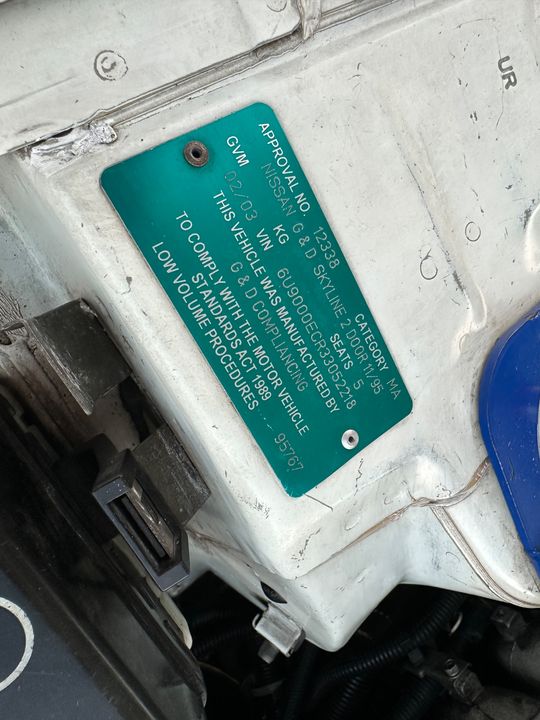 APPROVAL NO. 12338 CATEGORY MA
NISSAN G & D SKYLINE 2.0DOR 11/95
GVM KG SEATS 5
02/03 VIN 6U9000ECR33052218
THIS VEHICLE WAS MANUFACTURED BY
G & D COMPLIANCING
TO COMPLY WITH THE MOTOR VEHICLE
STANDARDS ACT 1989
LOW VOLUME PROCEDURES 95767
UR